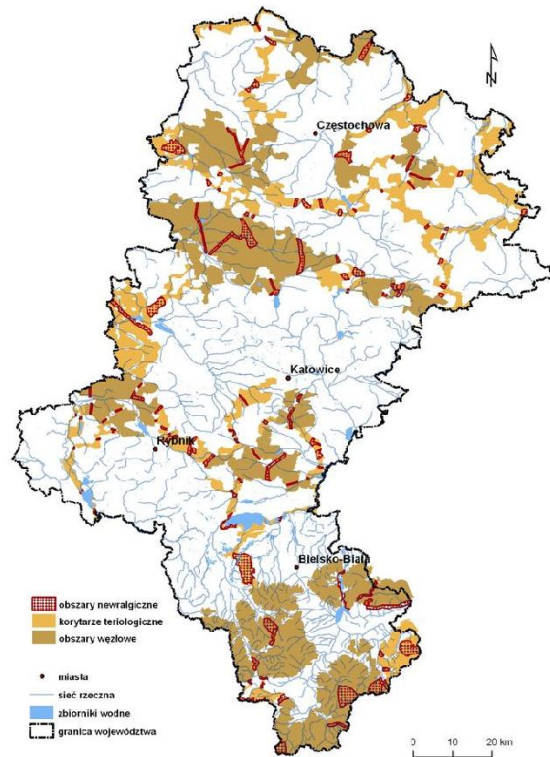 N
Częstochowa
Katowice
Rybnik
Bielsko-Biała
obszary newralgiczne
korytarze teriologiczne
obszary węzłowe
miasta
sieć rzeczna
zbiorniki wodne
granica województwa
0 10 20 km